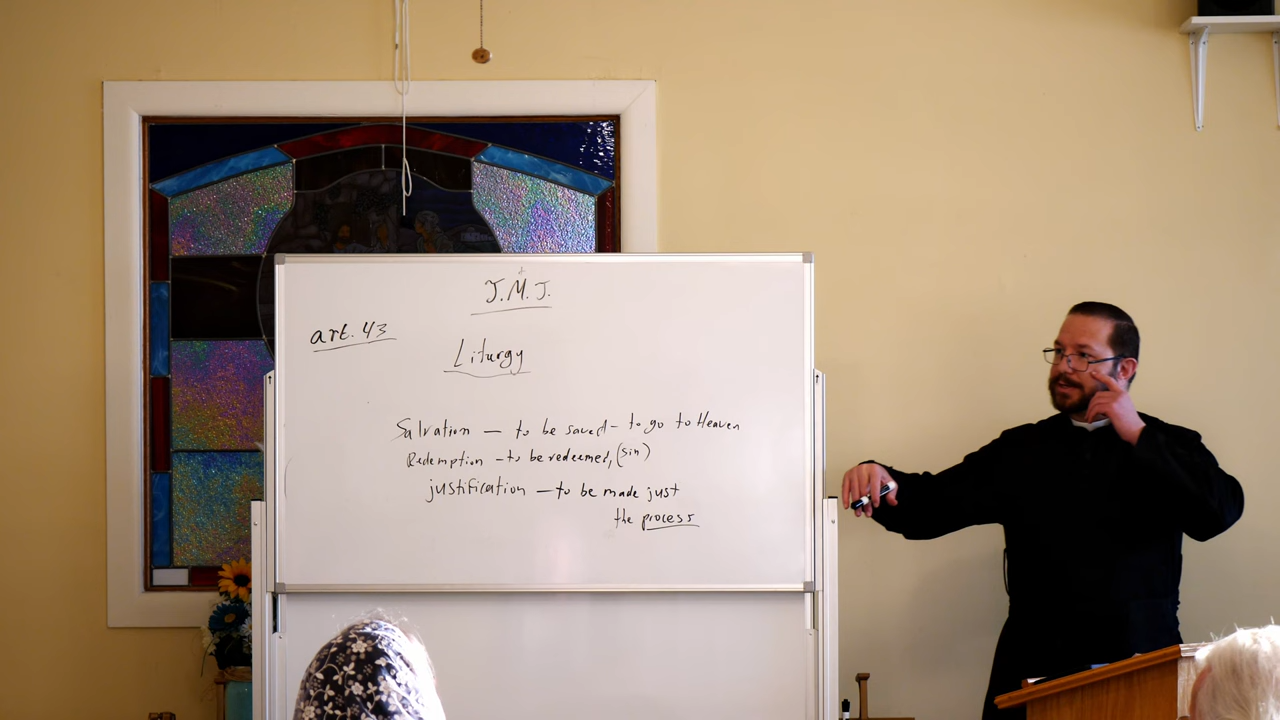 J.M.J.
art. 43
Liturgy
Salvation — to be saved - to go to Heaven
Redemption - to be redeemed, (sin)
justification — to be made just
the process